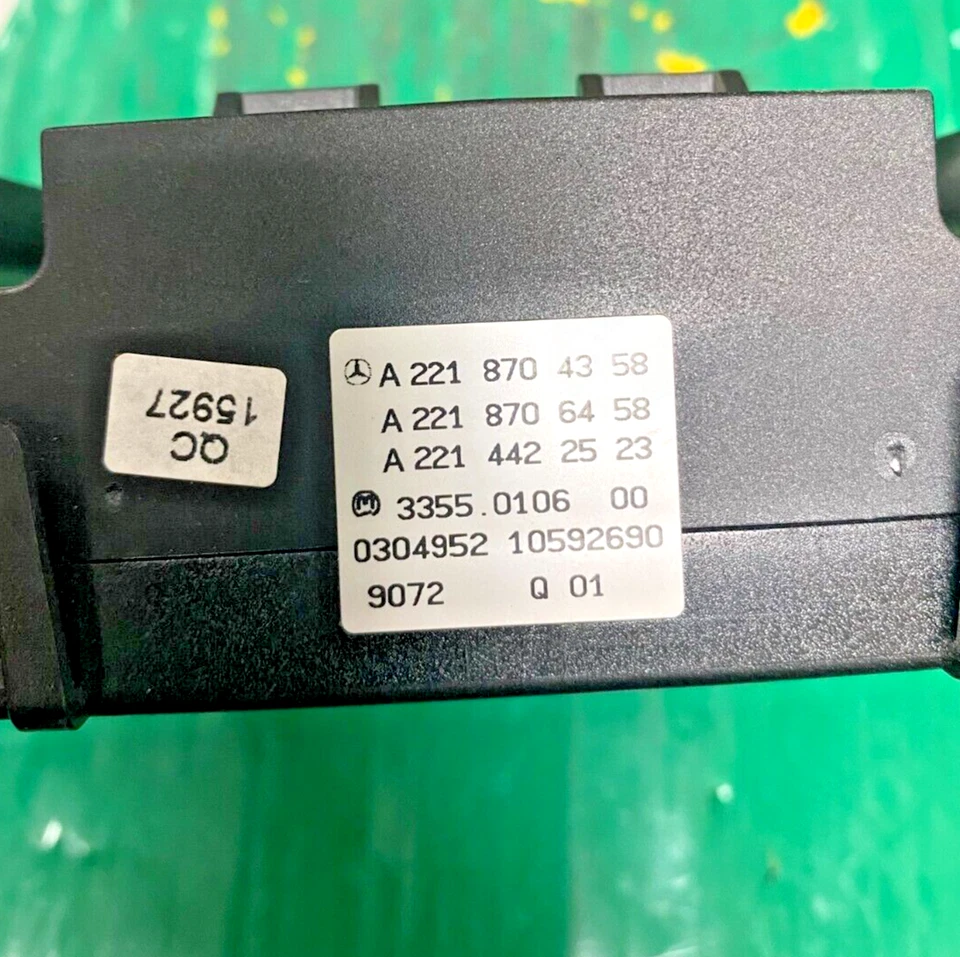 A 221 870 43 58
A 221 870 64 58
A 221 442 25 23
M 3355.0106 00
0304952 10592690
9072 Q 01
QC
15927